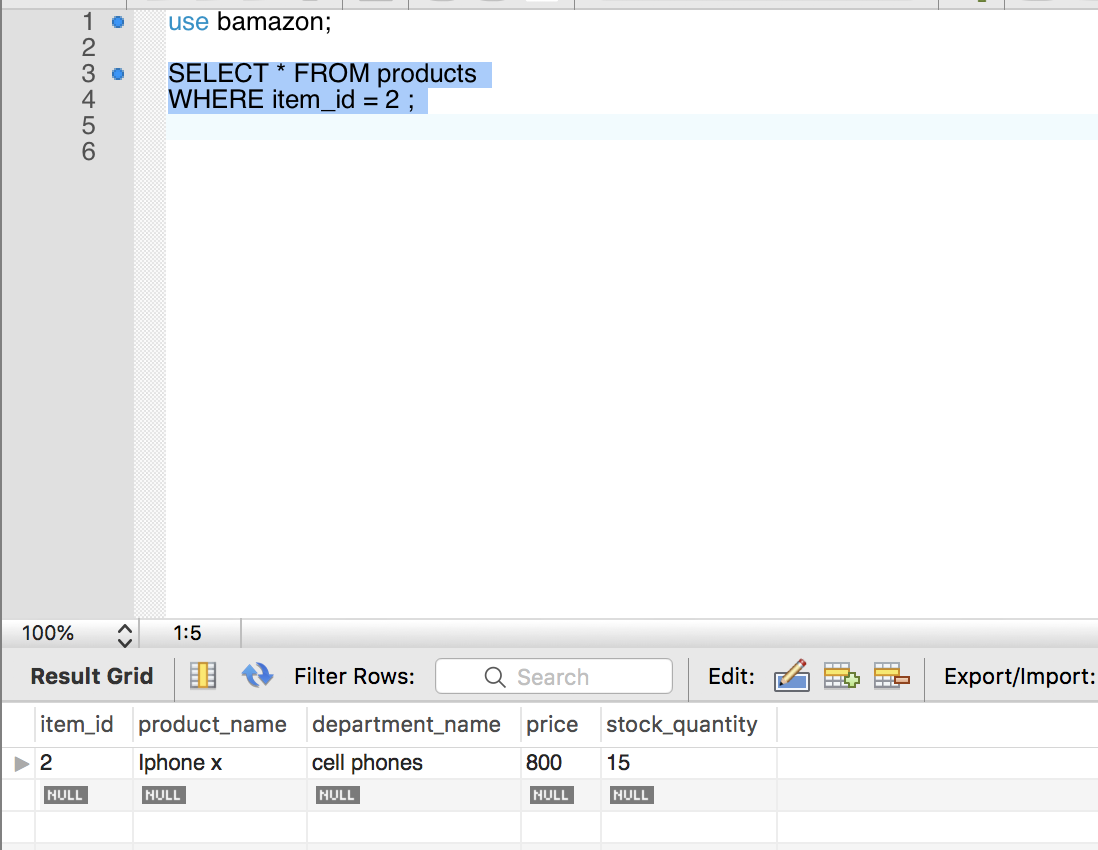 1 use bamazon;
2
3 SELECT * FROM products
4 WHERE item_id = 2 ;
5
6
100% 1:5
Result Grid Filter Rows: Search Edit: Export/Import:
item_id product_name department_name price stock_quantity
2 Iphone x cell phones 800 15
NULL NULL NULL NULL NULL